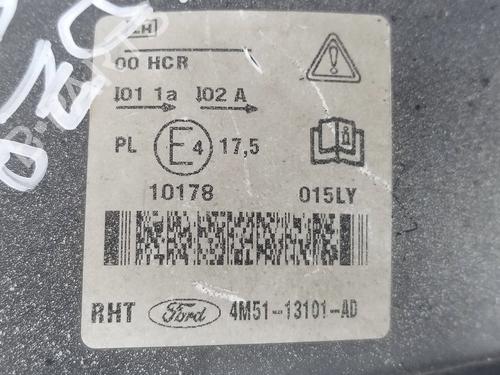 00 HCR
I01 1a I02 A
PL E4 17,5
10178 015LY
RHT Ford 4M51-13101-AD